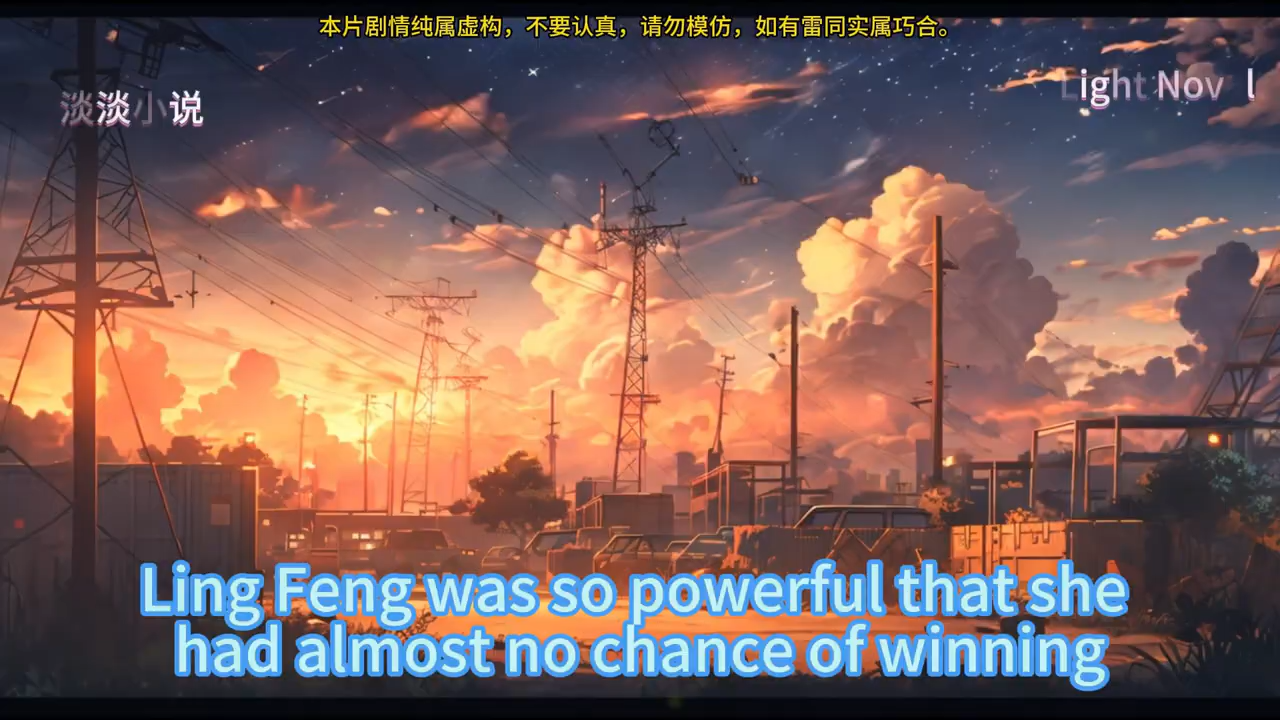 本片剧情纯属虚构，不要认真，请勿模仿，如有雷同实属巧合。
淡淡小说
Light Nov l
Ling Feng was so powerful that she
had almost no chance of winning